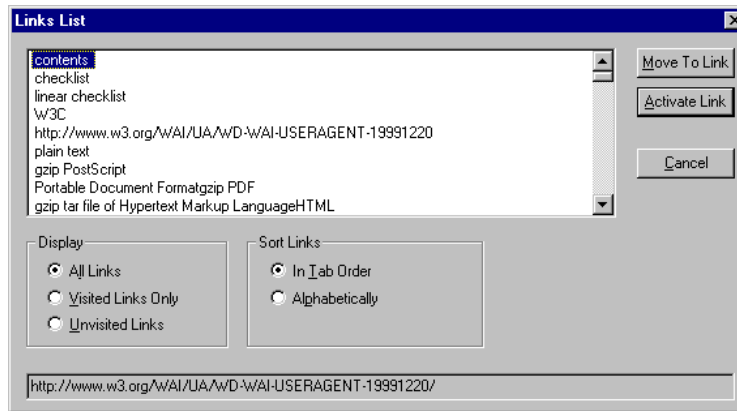 Links List
contents
checklist
linear checklist
W3C
http://www.w3.org/WAI/UA/WD-WAI-USERAGENT-19991220
plain text
gzip PostScript
Portable Document Formatgzip PDF
gzip tar file of Hypertext Markup LanguageHTML
Move To Link
Activate Link
Cancel
Display
All Links
Visited Links Only
Unvisited Links
Sort Links
In Tab Order
Alphabetically
http://www.w3.org/WAI/UA/WD-WAI-USERAGENT-19991220/